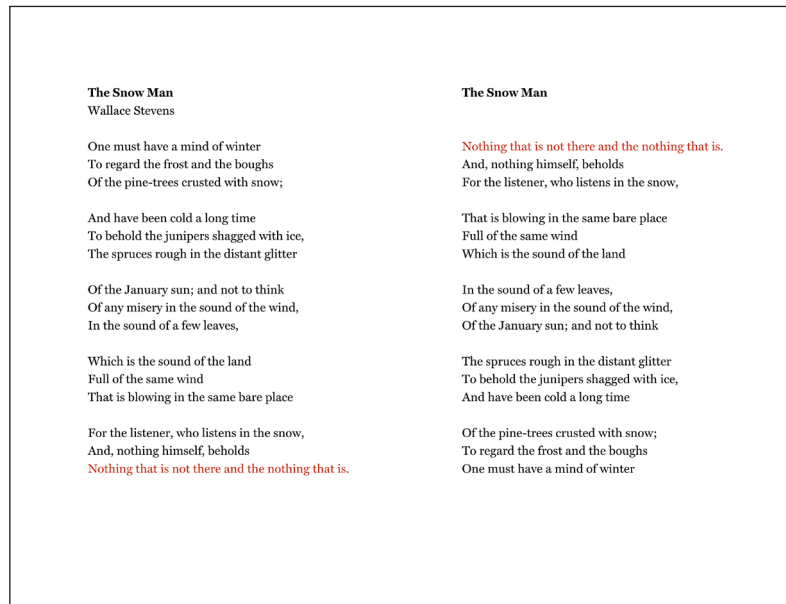 The Snow Man
Wallace Stevens
One must have a mind of winter
To regard the frost and the boughs
Of the pine-trees crusted with snow;
And have been cold a long time
To behold the junipers shagged with ice,
The spruces rough in the distant glitter
Of the January sun; and not to think
Of any misery in the sound of the wind,
In the sound of a few leaves,
Which is the sound of the land
Full of the same wind
That is blowing in the same bare place
For the listener, who listens in the snow,
And, nothing himself, beholds
Nothing that is not there and the nothing that is.
The Snow Man
Nothing that is not there and the nothing that is.
And, nothing himself, beholds
For the listener, who listens in the snow,
That is blowing in the same bare place
Full of the same wind
Which is the sound of the land
In the sound of a few leaves,
Of any misery in the sound of the wind,
Of the January sun; and not to think
The spruces rough in the distant glitter
To behold the junipers shagged with ice,
And have been cold a long time
Of the pine-trees crusted with snow;
To regard the frost and the boughs
One must have a mind of winter